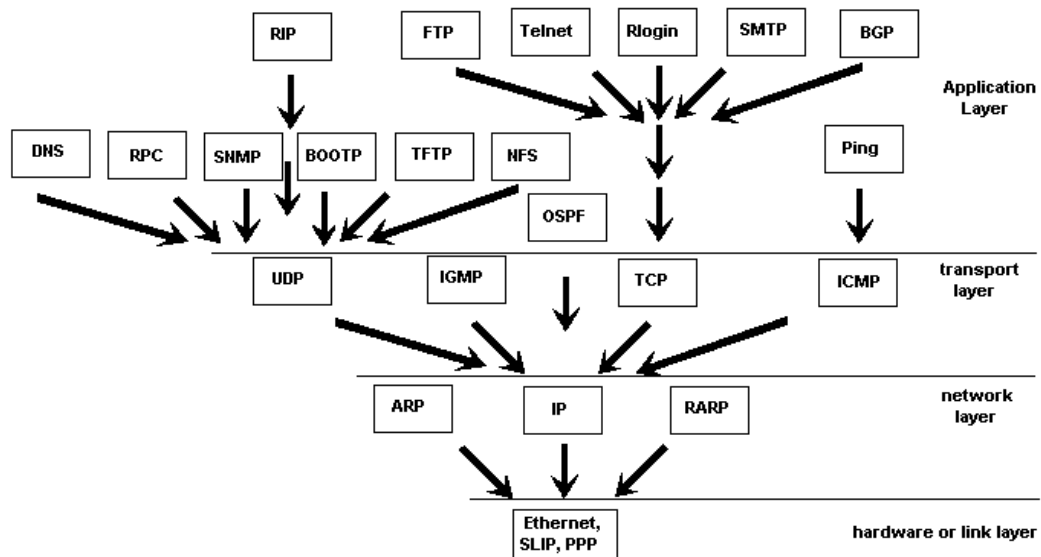 RIP
FTP
Telnet
Rlogin
SMTP
BGP
Application
Layer
DNS
RPC
SNMP
BOOTP
TFTP
NFS
Ping
OSPF
UDP
IGMP
TCP
ICMP
transport
layer
ARP
IP
RARP
network
layer
Ethernet,
SLIP, PPP
hardware or link layer